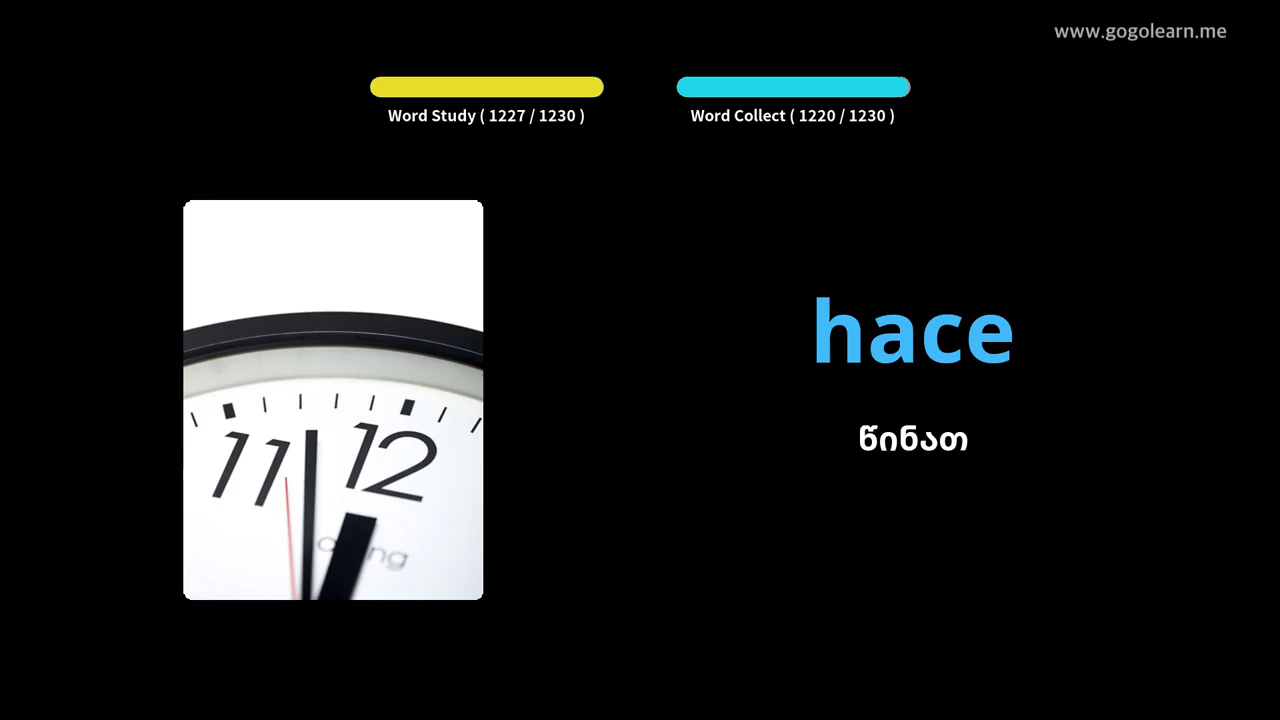 www.gogolearn.me
Word Study ( 1227 / 1230 )
Word Collect ( 1220 / 1230 )
hace
წინათ
11 12